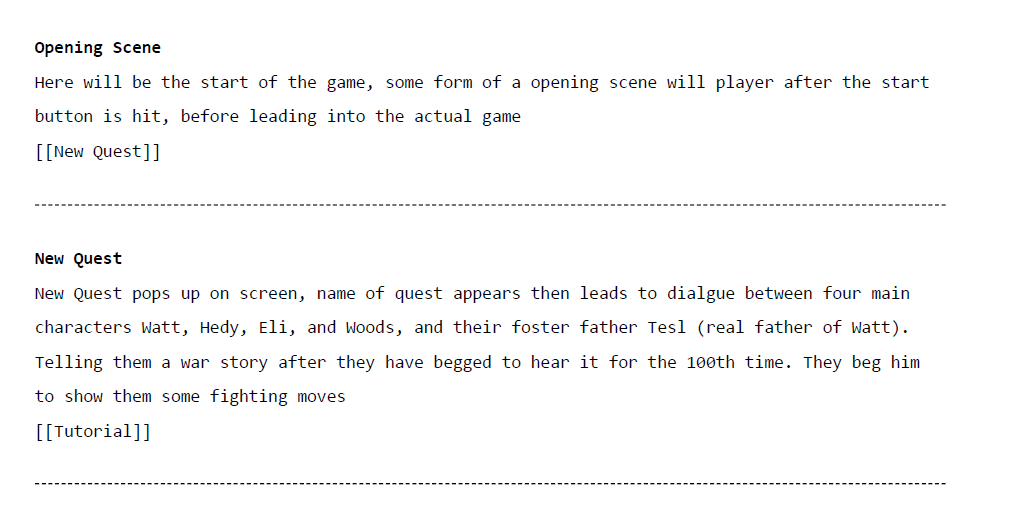 Opening Scene
Here will be the start of the game, some form of a opening scene will player after the start
button is hit, before leading into the actual game
[[New Quest]]
--------------------------------------------------------------------------------------------------------------------------------------------
New Quest
New Quest pops up on screen, name of quest appears then leads to dialgue between four main
characters Watt, Hedy, Eli, and Woods, and their foster father Tesl (real father of Watt).
Telling them a war story after they have begged to hear it for the 100th time. They beg him
to show them some fighting moves
[[Tutorial]]
--------------------------------------------------------------------------------------------------------------------------------------------